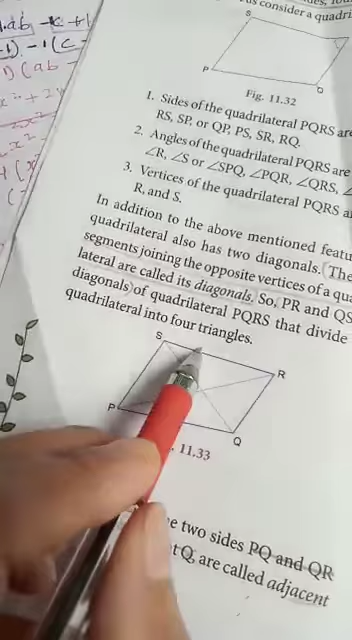 us consider a quadri
S
P
Q
Fig. 11.32
1. Sides of the quadrilateral PQRS are
RS, SP, or QP, PS, SR, RQ.
2. Angles of the quadrilateral PQRS are
∠R, ∠S or ∠SPQ, ∠PQR, ∠QRS, ∠
3. Vertices of the quadrilateral PQRS a
R, and S.
In addition to the above mentioned featu
quadrilateral also has two diagonals. The
segments joining the opposite vertices of a qua
lateral are called its diagonals. So, PR and QS
diagonals of quadrilateral PQRS that divide
quadrilateral into four triangles.
S
R
P
Q
11.33
e two sides PQ and QR
t Q, are called adjacent